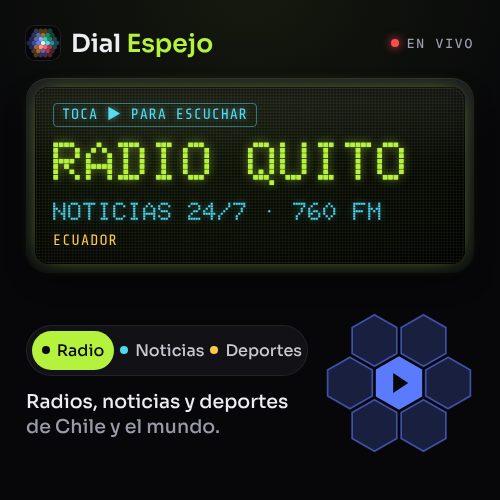 Dial Espejo
EN VIVO
TOCA ▶ PARA ESCUCHAR
RADIO QUITO
NOTICIAS 24/7 · 760 FM
ECUADOR
Radio Noticias Deportes
Radios, noticias y deportes
de Chile y el mundo.